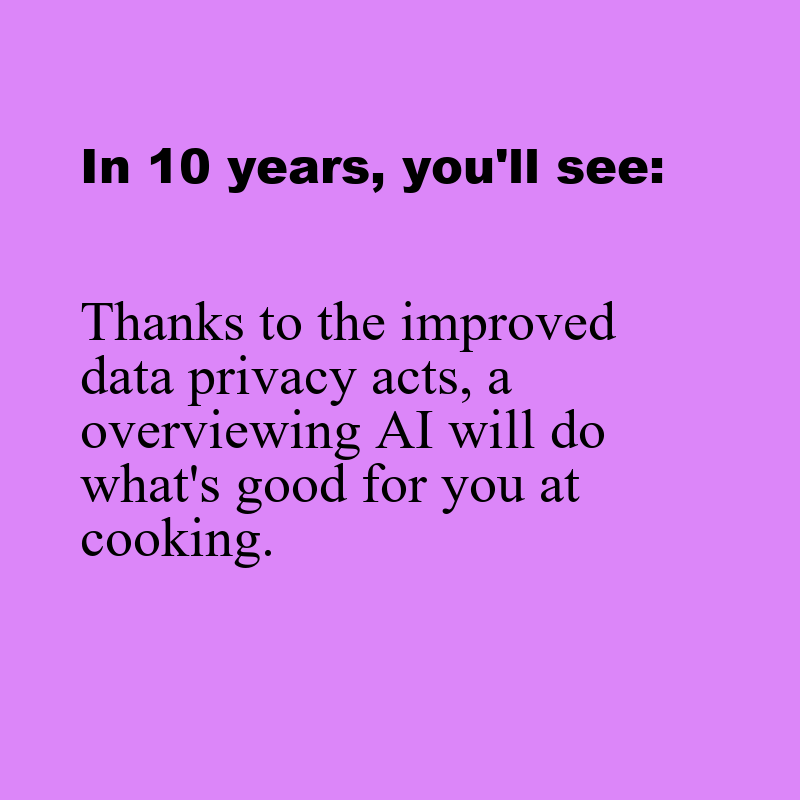 In 10 years, you'll see:
Thanks to the improved
data privacy acts, a
overviewing AI will do
what's good for you at
cooking.